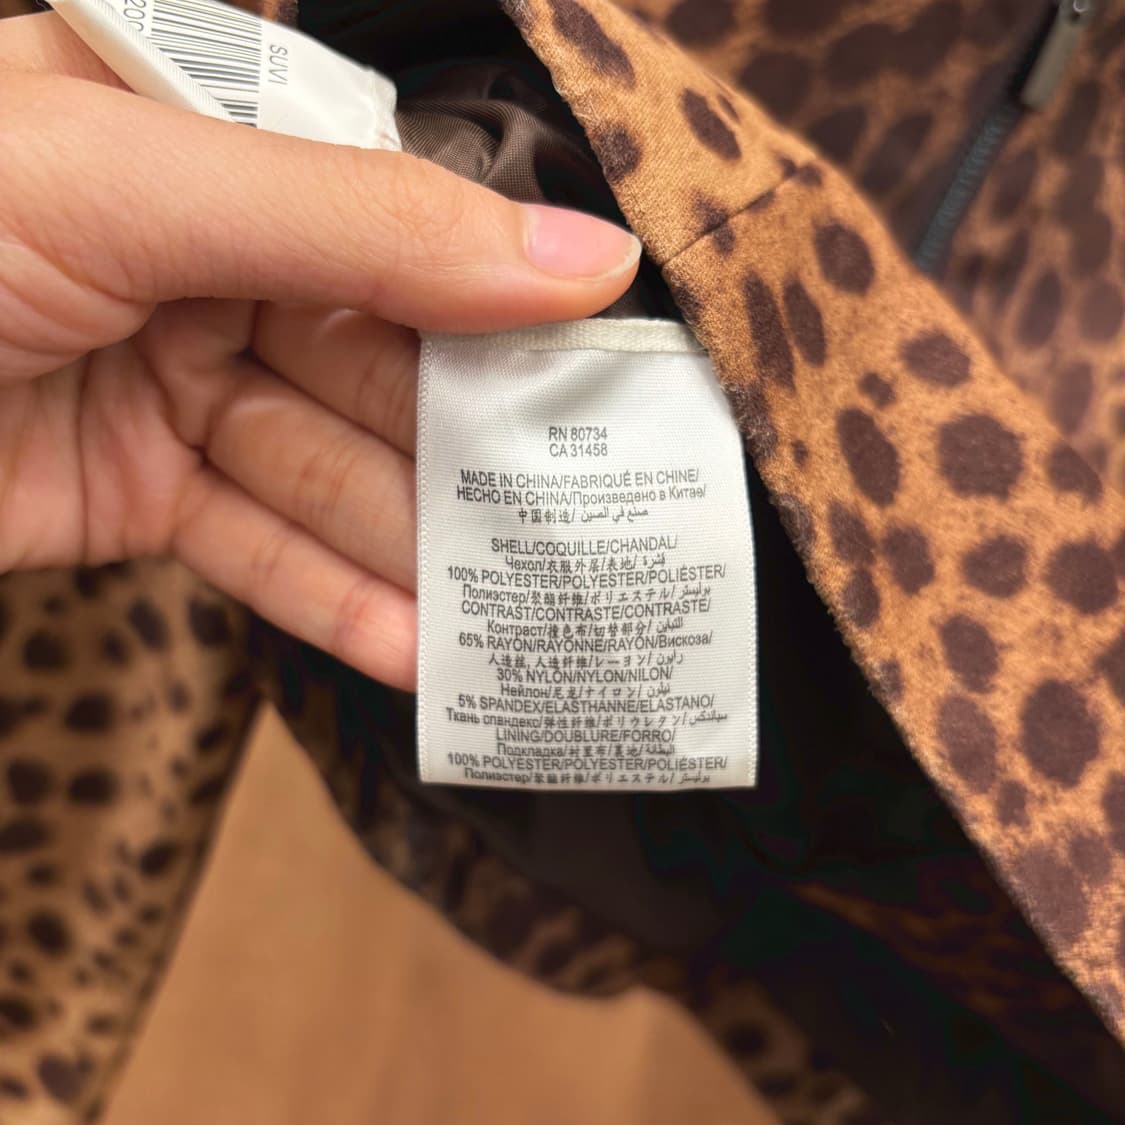 SUVI
RN 80734
CA 31458
MADE IN CHINA/FABRIQUÉ EN CHINE/
HECHO EN CHINA/Произведено в Китае/
中国制造/ صنع في الصين
SHELL/COQUILLE/CHANDAL/
Чехол/衣服外层/表地/ قشرة
100% POLYESTER/POLYESTER/POLIÉSTER/
Полиэстер/聚酯纤维/ポリエステル/ بوليستر
CONTRAST/CONTRASTE/CONTRASTE/
Контраст/撞色布/切替部分/ التباين
65% RAYON/RAYONNE/RAYÓN/Вискоза/
人造丝, 人造纤维/レーヨン/ رايون
30% NYLON/NYLON/NILON/
Нейлон/尼龙/ナイロン/ نيلون
5% SPANDEX/ELASTHANNE/ELASTANO/
Ткань спандекс/弹性纤维/ポリウレタン/ سباندكس
LINING/DOUBLURE/FORRO/
Подкладка/衬里布/裏地/ البطانة
100% POLYESTER/POLYESTER/POLIÉSTER/
Полиэстер/聚酯纤维/ポリエステル/ بوليستر